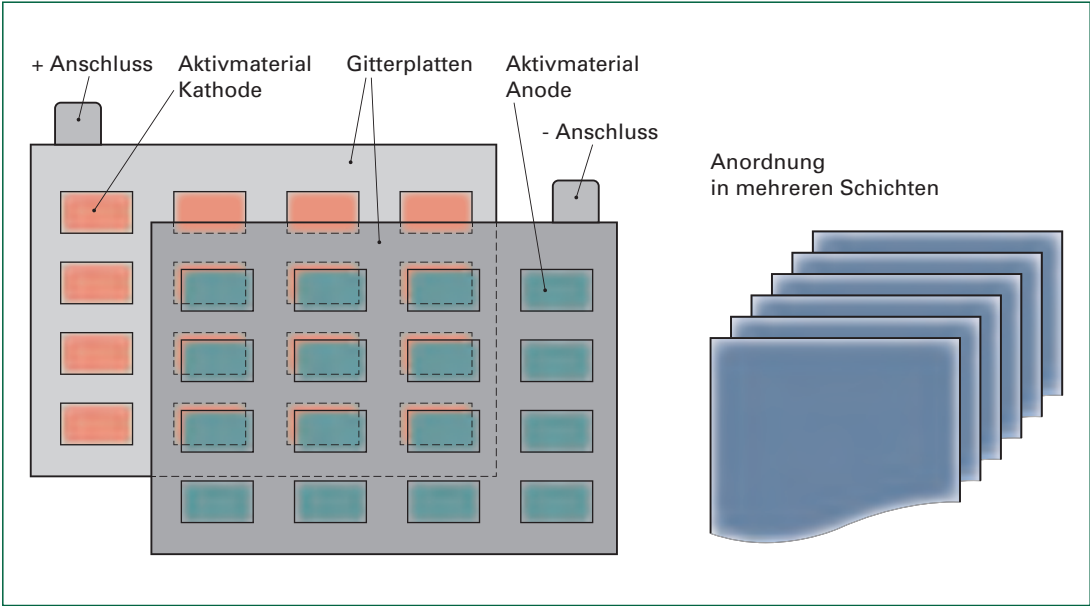 + Anschluss
Aktivmaterial
Kathode
Gitterplatten
Aktivmaterial
Anode
- Anschluss
Anordnung
in mehreren Schichten